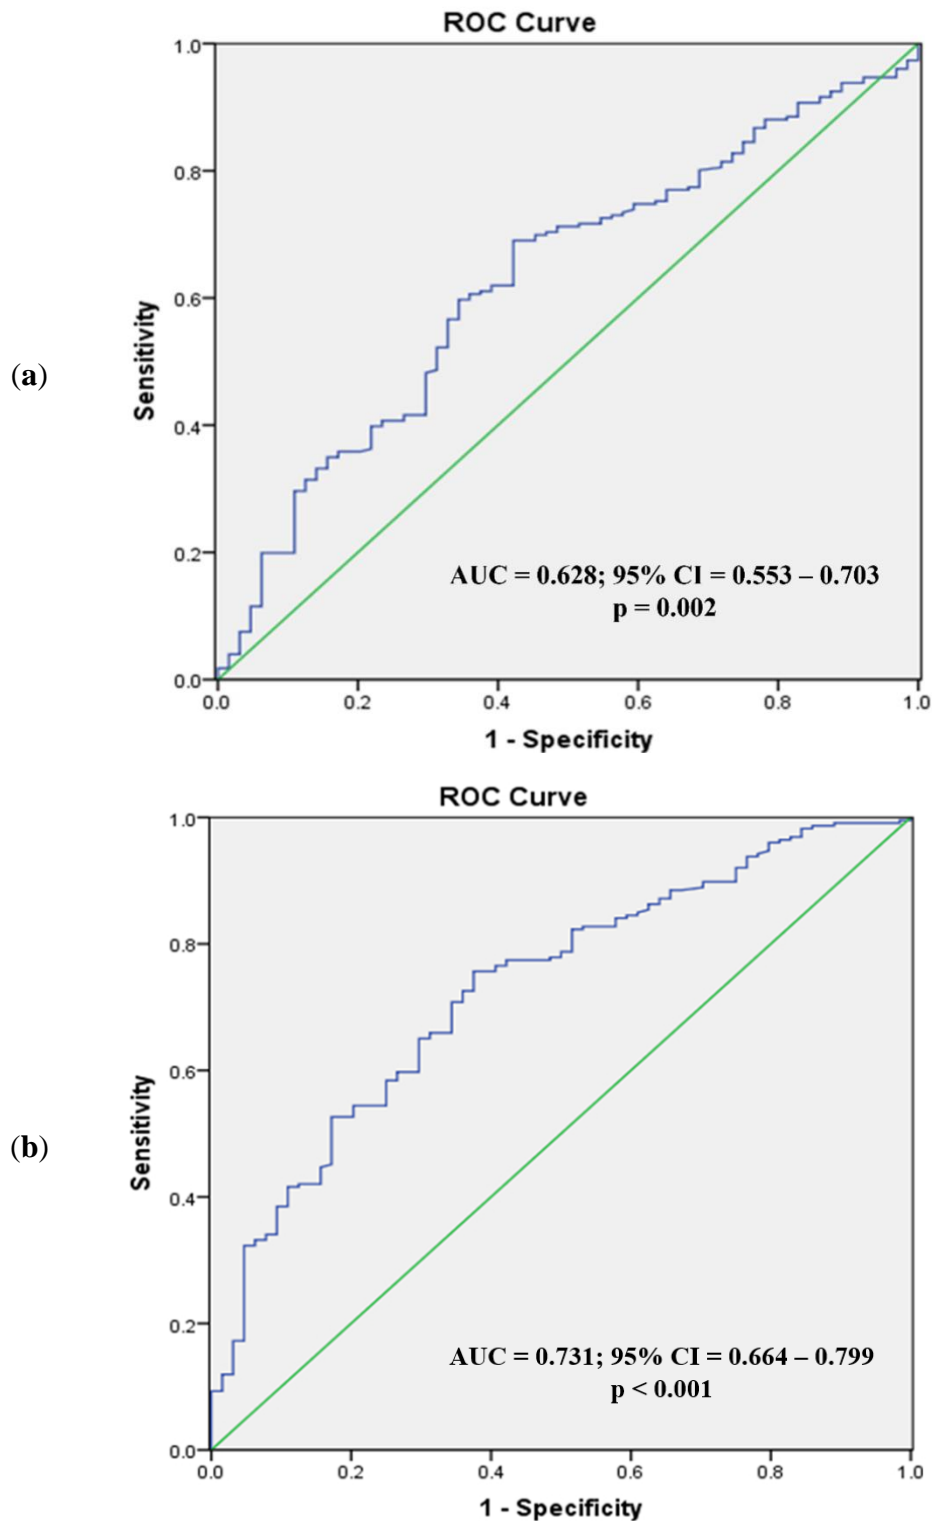 ROC Curve
1.0
0.8
0.6
0.4
0.2
0.0
Sensitivity
(a)
AUC = 0.628; 95% CI = 0.553 – 0.703
p = 0.002
0.0 0.2 0.4 0.6 0.8 1.0
1 - Specificity
ROC Curve
1.0
0.8
0.6
0.4
0.2
0.0
Sensitivity
(b)
AUC = 0.731; 95% CI = 0.664 – 0.799
p < 0.001
0.0 0.2 0.4 0.6 0.8 1.0
1 - Specificity